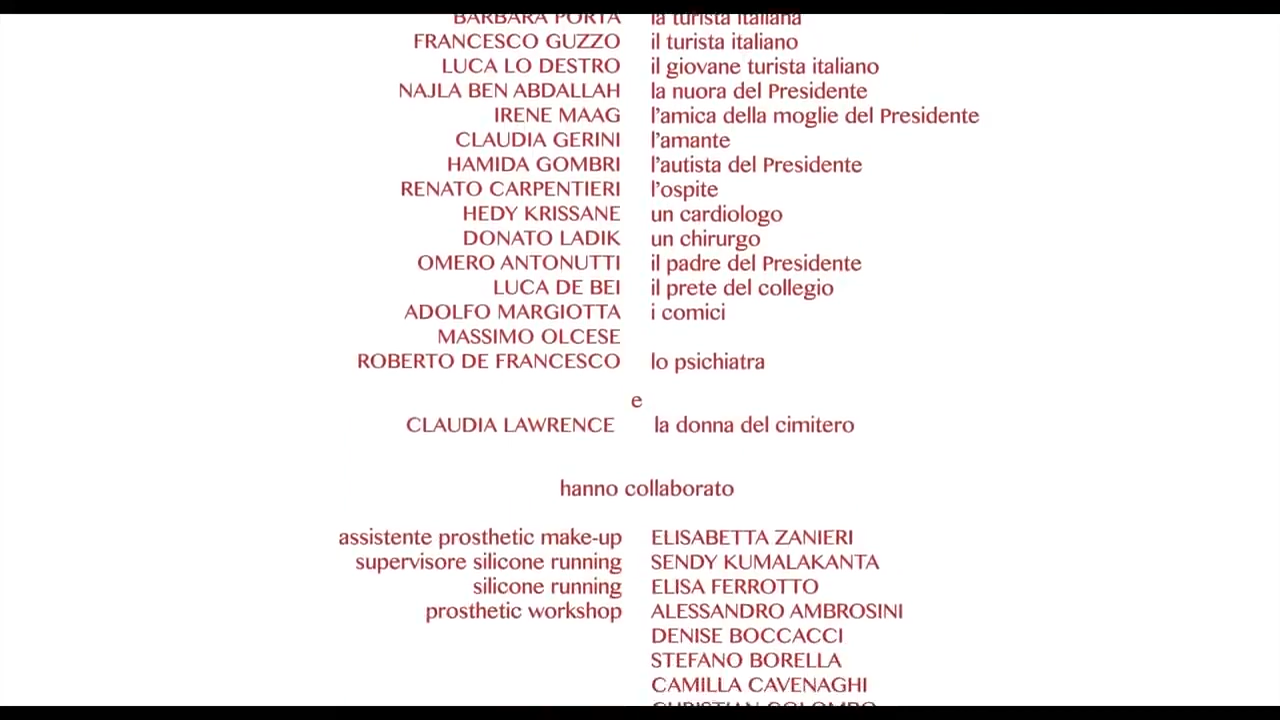 BARBARA PORTA la turista italiana
FRANCESCO GUZZO il turista italiano
LUCA LO DESTRO il giovane turista italiano
NAJLA BEN ABDALLAH la nuora del Presidente
IRENE MAAG l'amica della moglie del Presidente
CLAUDIA GERINI l'amante
HAMIDA GOMBRI l'autista del Presidente
RENATO CARPENTIERI l'ospite
HEDY KRISSANE un cardiologo
DONATO LADIK un chirurgo
OMERO ANTONUTTI il padre del Presidente
LUCA DE BEI il prete del collegio
ADOLFO MARGIOTTA i comici
MASSIMO OLCESE
ROBERTO DE FRANCESCO lo psichiatra
e
CLAUDIA LAWRENCE la donna del cimitero
hanno collaborato
assistente prosthetic make-up ELISABETTA ZANIERI
supervisore silicone running SENDY KUMALAKANTA
silicone running ELISA FERROTTO
prosthetic workshop ALESSANDRO AMBROSINI
DENISE BOCCACCI
STEFANO BORELLA
CAMILLA CAVENAGHI
CHRISTIAN COLOMBO